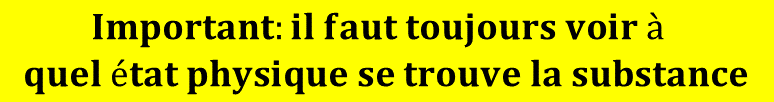 Important: il faut toujours voir à
quel état physique se trouve la substance